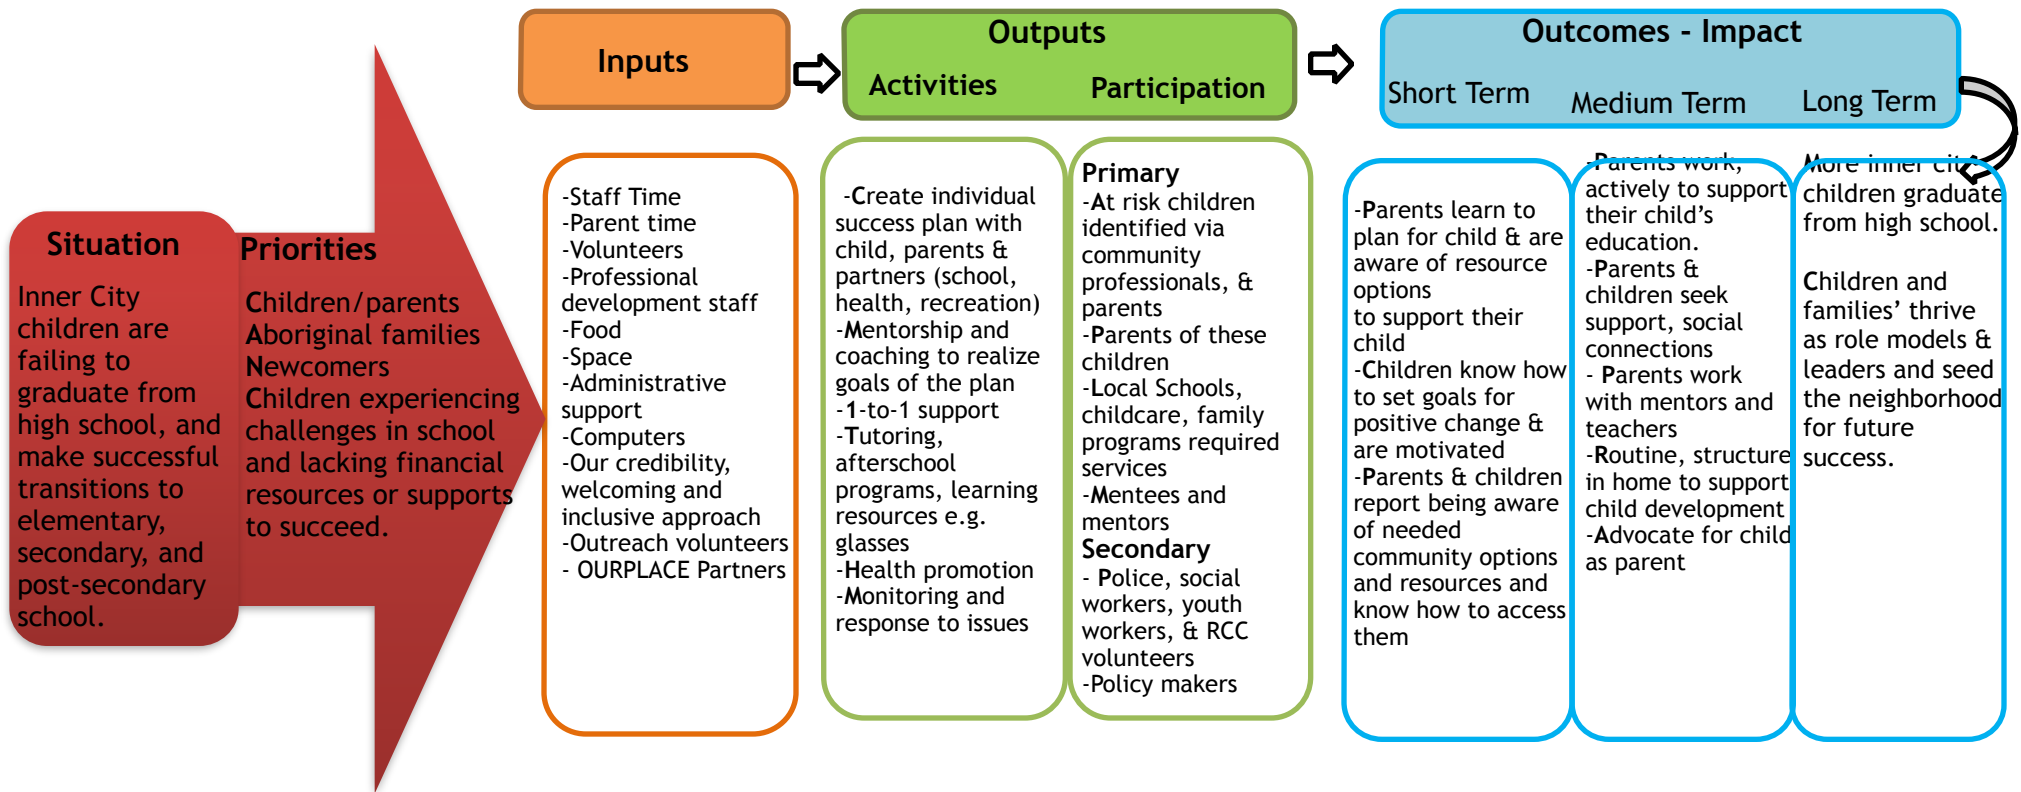 Inputs
Outputs
Activities
Participation
Outcomes - Impact
Short Term
Medium Term
Long Term
Situation
Inner City
children are
failing to
graduate from
high school, and
make successful
transitions to
elementary,
secondary, and
post-secondary
school.
Priorities
Children/parents
Aboriginal families
Newcomers
Children experiencing
challenges in school
and lacking financial
resources or supports
to succeed.
-Staff Time
-Parent time
-Volunteers
-Professional
development staff
-Food
-Space
-Administrative
support
-Computers
-Our credibility,
welcoming and
inclusive approach
-Outreach volunteers
- OURPLACE Partners
-Create individual
success plan with
child, parents &
partners (school,
health, recreation)
-Mentorship and
coaching to realize
goals of the plan
-1-to-1 support
-Tutoring,
afterschool
programs, learning
resources e.g.
glasses
-Health promotion
-Monitoring and
response to issues
Primary
-At risk children
identified via
community
professionals, &
parents
-Parents of these
children
-Local Schools,
childcare, family
programs required
services
-Mentees and
mentors
Secondary
- Police, social
workers, youth
workers, & RCC
volunteers
-Policy makers
-Parents learn to
plan for child & are
aware of resource
options
to support their
child
-Children know how
to set goals for
positive change &
are motivated
-Parents & children
report being aware
of needed
community options
and resources and
know how to access
them
-Parents work,
actively to support
their child's
education.
-Parents &
children seek
support, social
connections
- Parents work
with mentors and
teachers
-Routine, structure
in home to support
child development
-Advocate for child
as parent
More inner city
children graduate
from high school.
Children and
families' thrive
as role models &
leaders and seed
the neighborhood
for future
success.